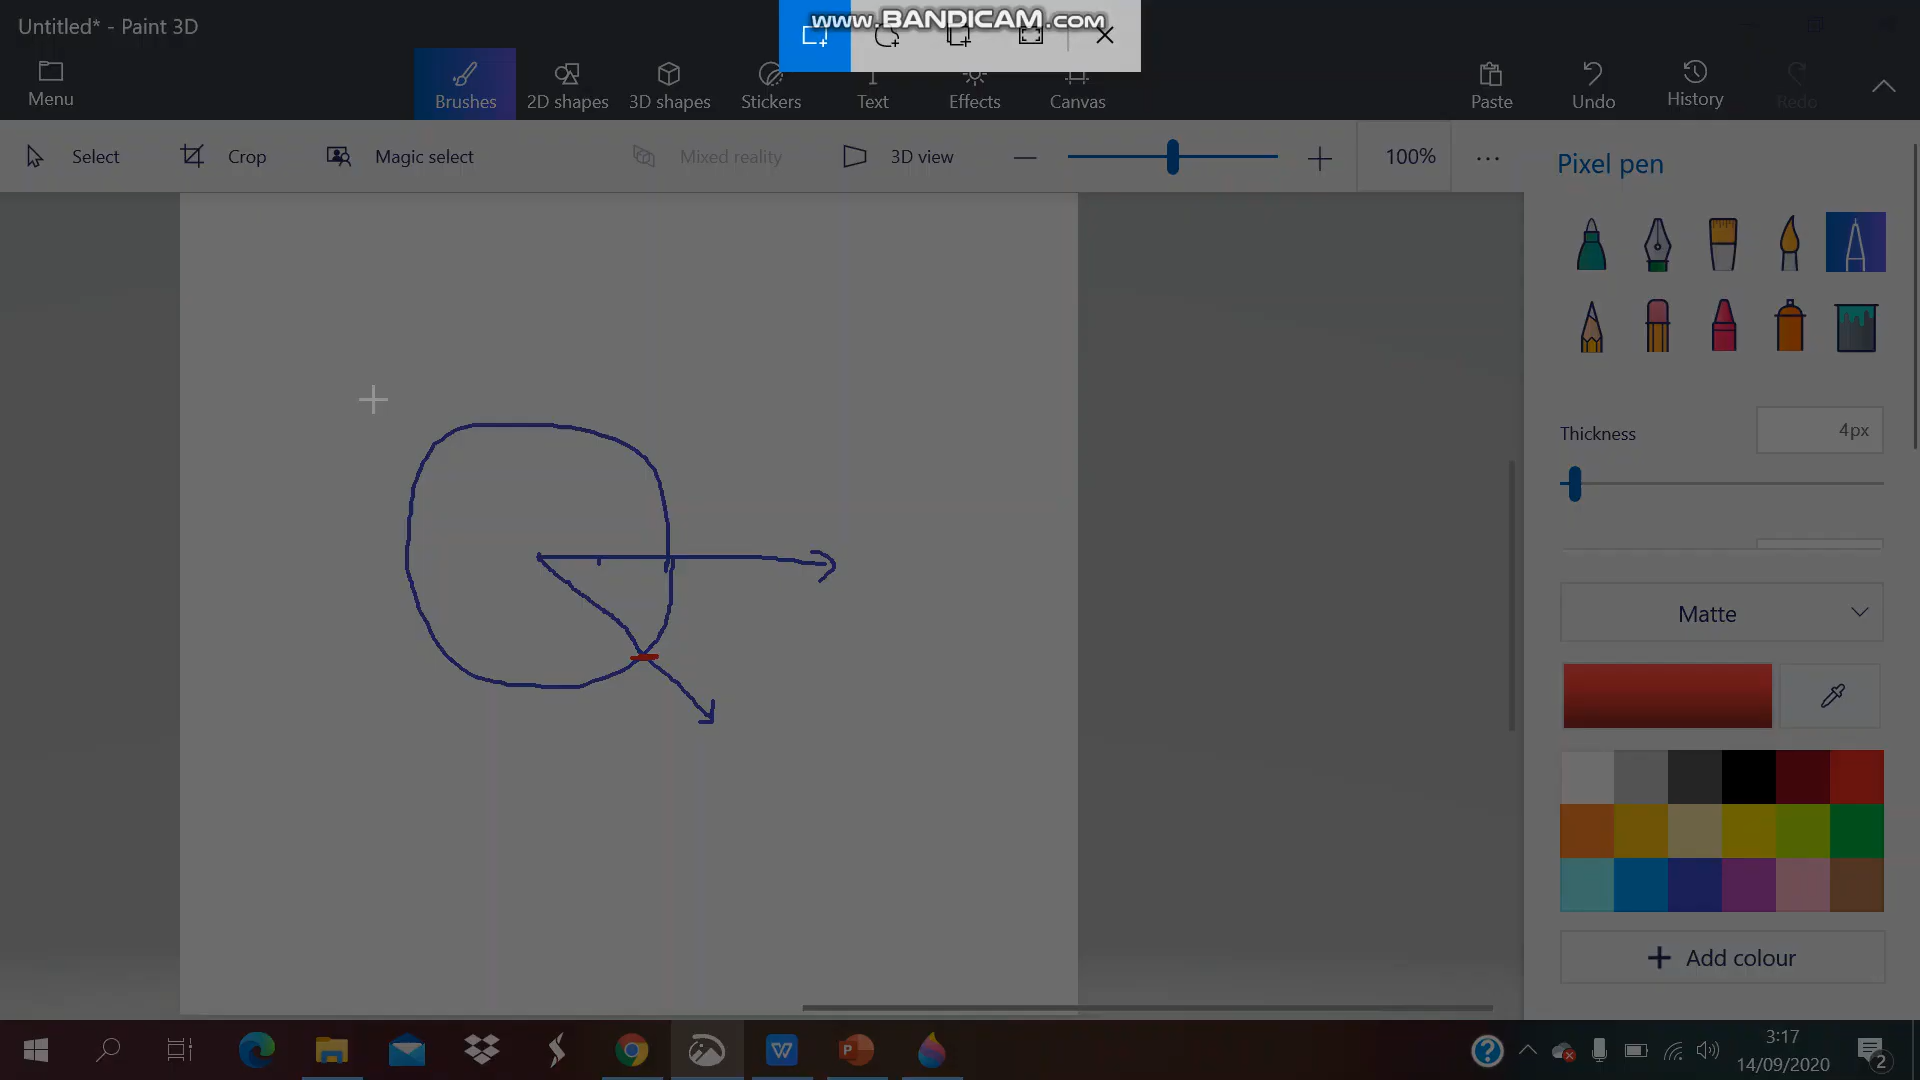 Untitled* - Paint 3D
www.BANDICAM.com
Menu
Brushes
2D shapes
3D shapes
Stickers
Text
Effects
Canvas
Paste
Undo
History
Redo
Select
Crop
Magic select
Mixed reality
3D view
100%
Pixel pen
Thickness
4px
Matte
Add colour
3:17
14/09/2020
2